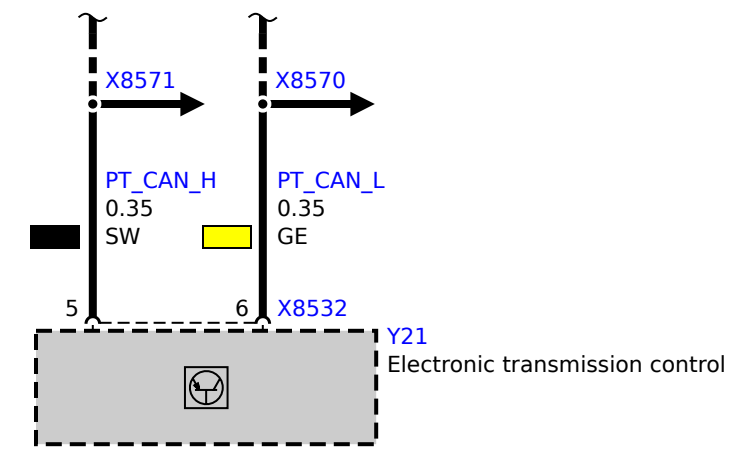 X8571
X8570
PT_CAN_H
PT_CAN_L
0.35
0.35
SW
GE
5
6
X8532
Y21
Electronic transmission control